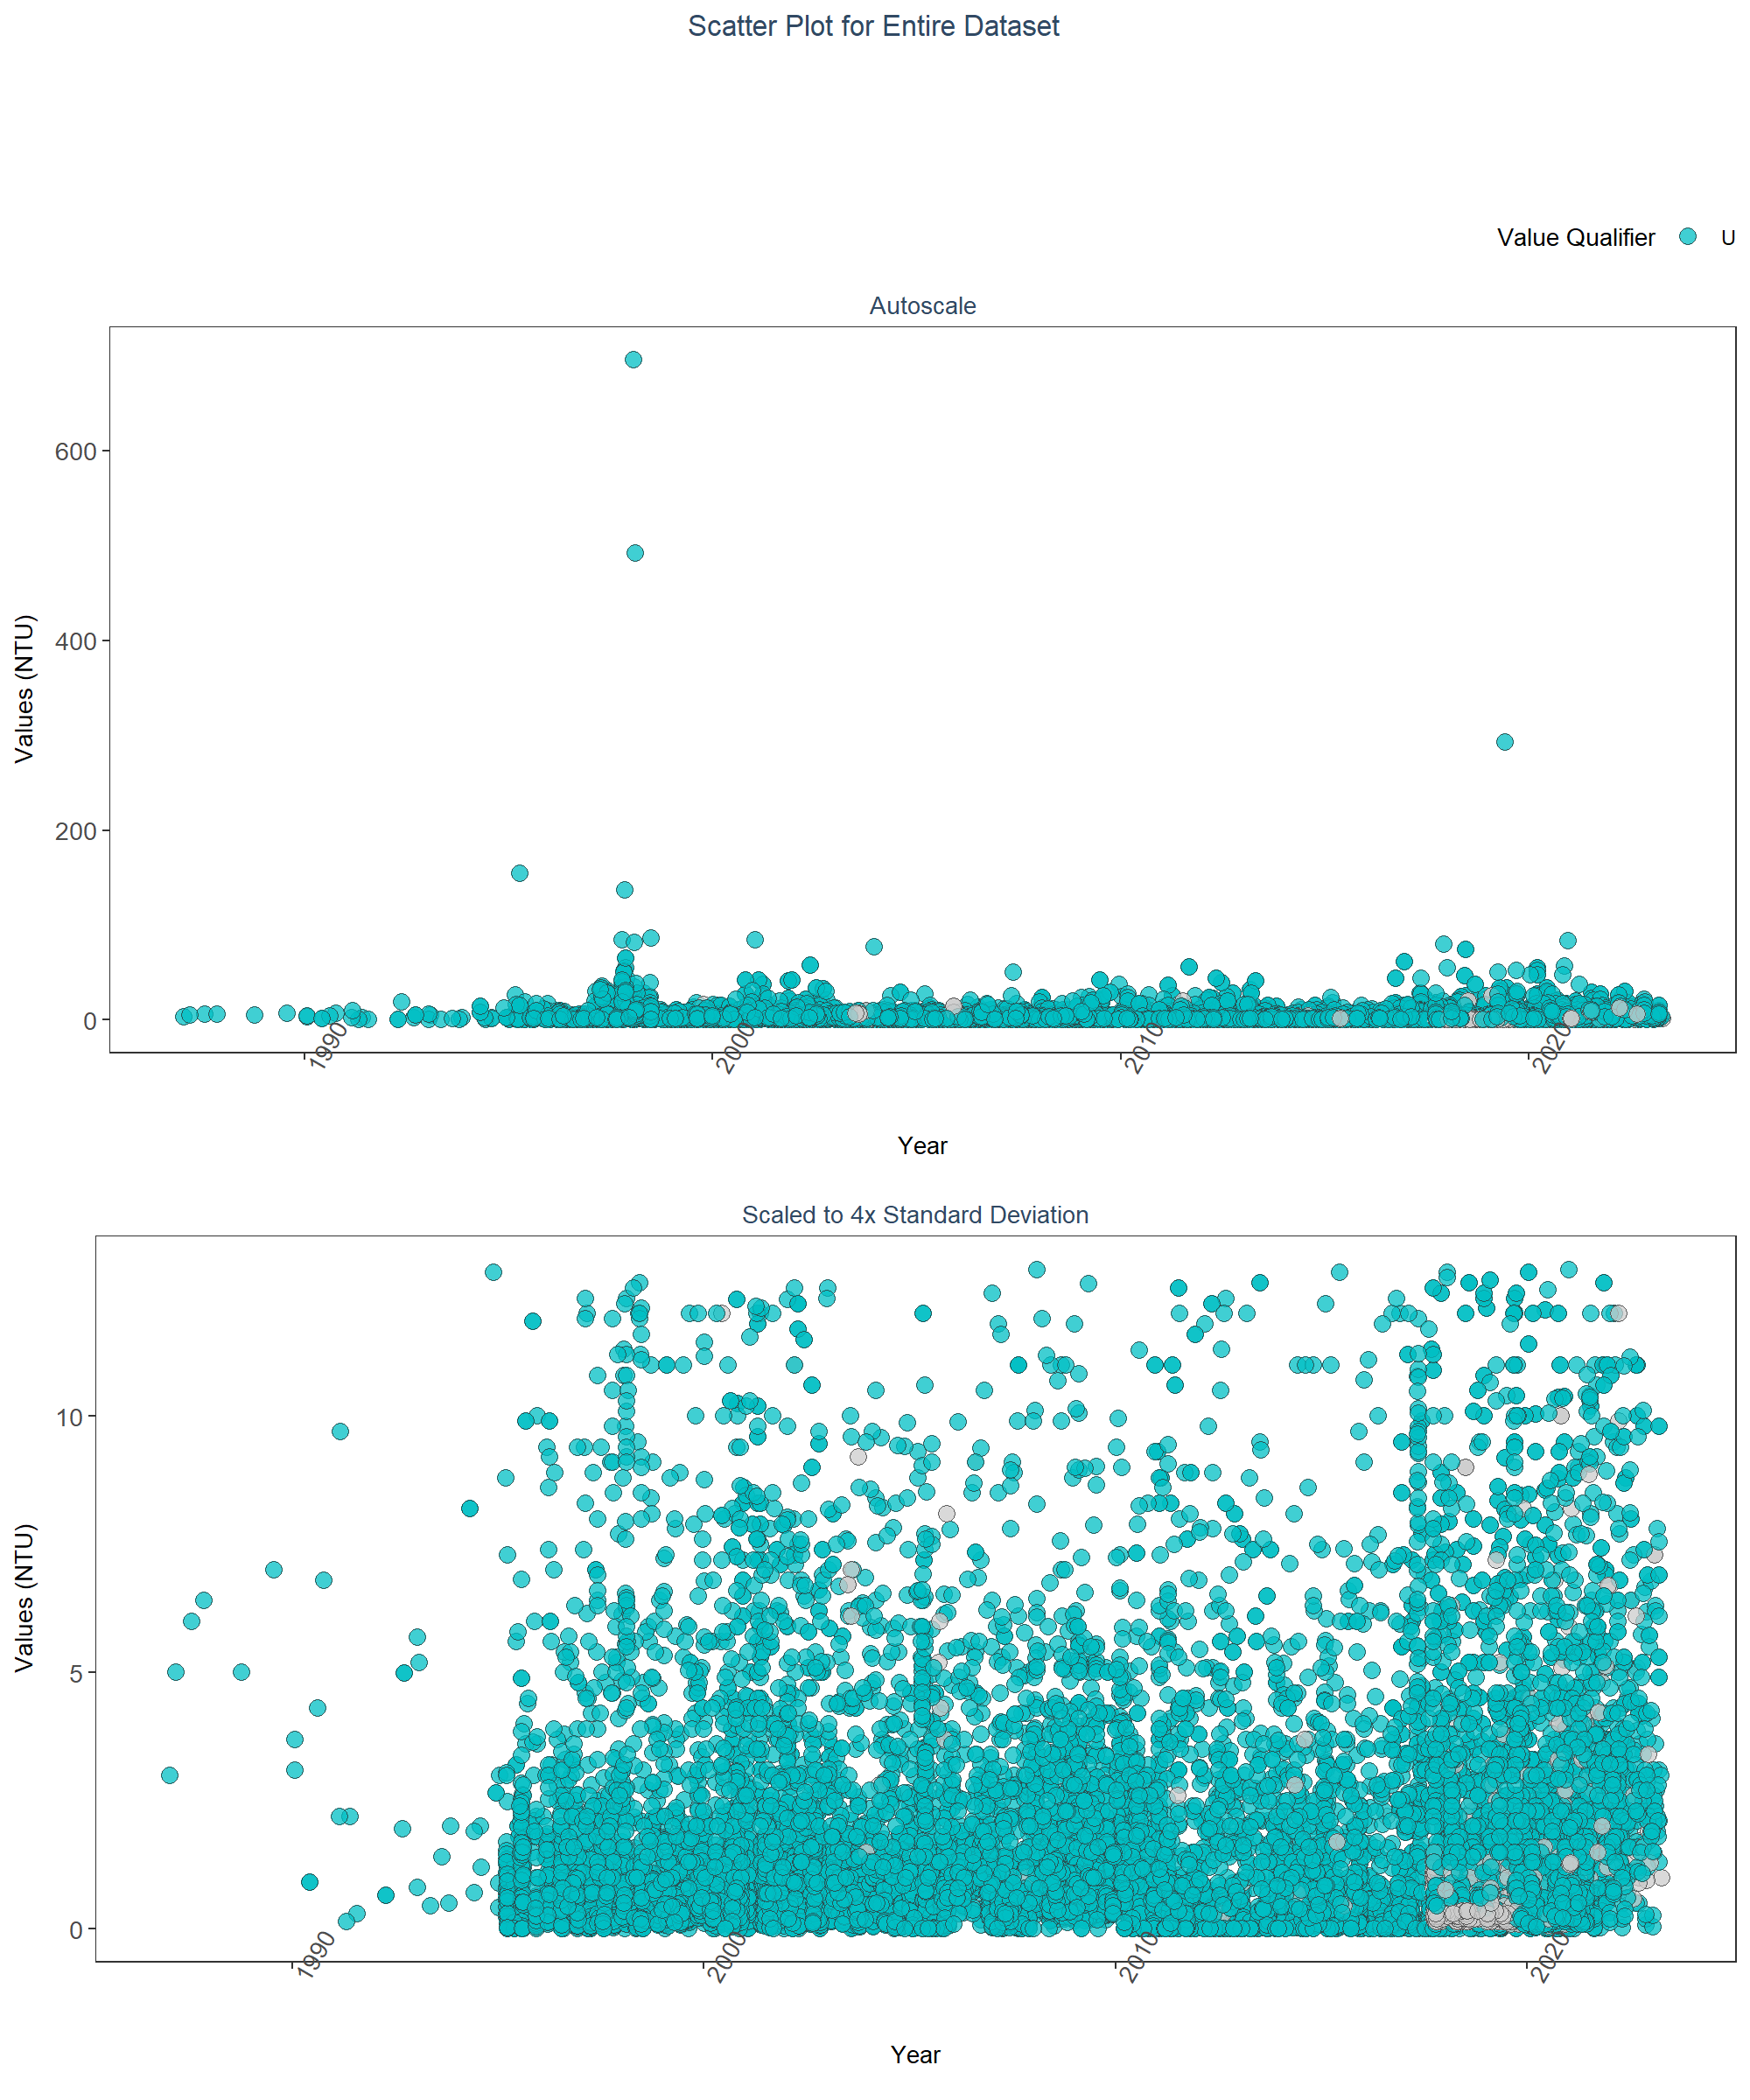 Scatter Plot for Entire Dataset
Value Qualifier U
Autoscale
Values (NTU)
600
400
200
0
1990 2000 2010 2020
Year
Scaled to 4x Standard Deviation
Values (NTU)
10
5
0
1990 2000 2010 2020
Year